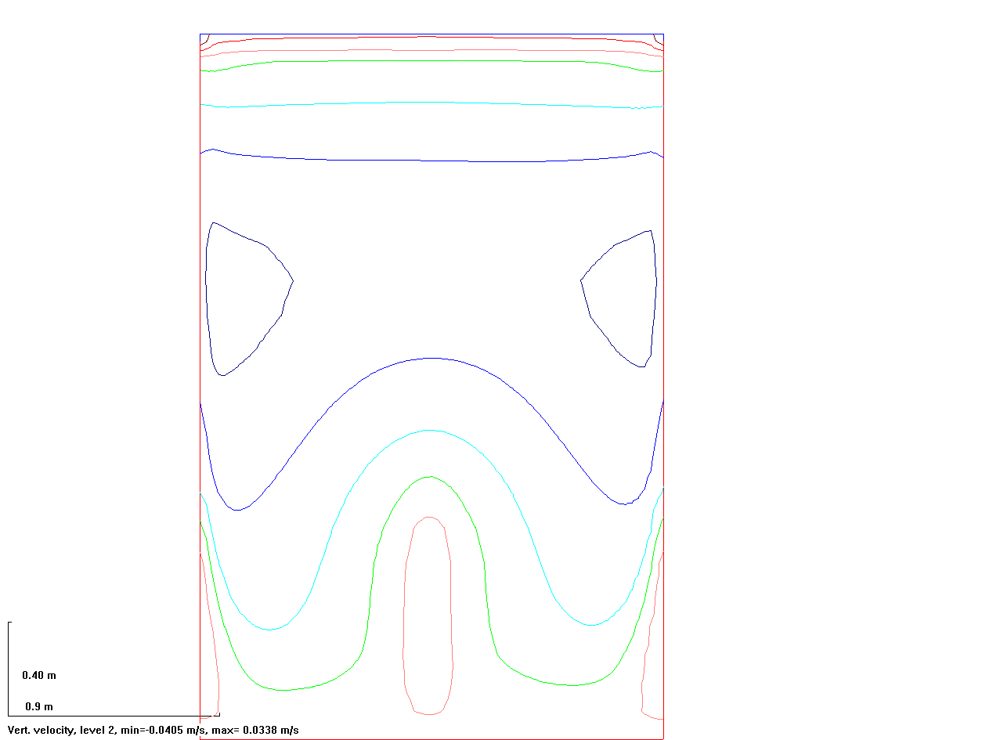 0.40 m
0.9 m
Vert. velocity, level 2, min=-0.0405 m/s, max= 0.0338 m/s